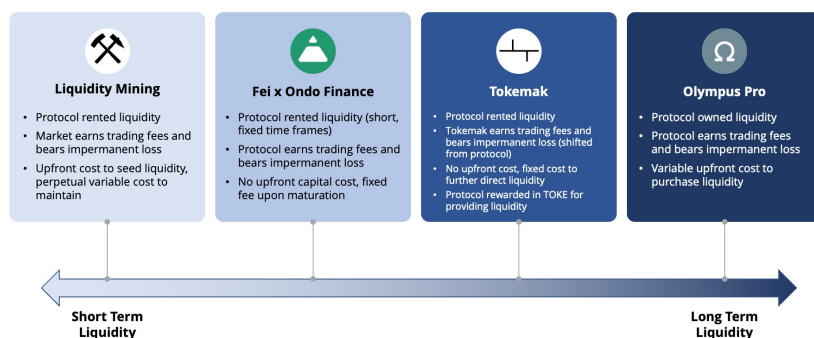 Liquidity Mining
• Protocol rented liquidity
• Market earns trading fees and
bears impermanent loss
• Upfront cost to seed liquidity,
perpetual variable cost to
maintain
Fei x Ondo Finance
• Protocol rented liquidity (short,
fixed time frames)
• Protocol earns trading fees and
bears impermanent loss
• No upfront capital cost, fixed
fee upon maturation
Tokemak
• Protocol rented liquidity
• Tokemak earns trading fees and
bears impermanent loss (shifted
from protocol)
• No upfront cost, fixed cost to
further direct liquidity
• Protocol rewarded in TOKE for
providing liquidity
Ω
Olympus Pro
• Protocol owned liquidity
• Protocol earns trading fees
and bears impermanent loss
• Variable upfront cost to
purchase liquidity
Short Term
Liquidity
Long Term
Liquidity